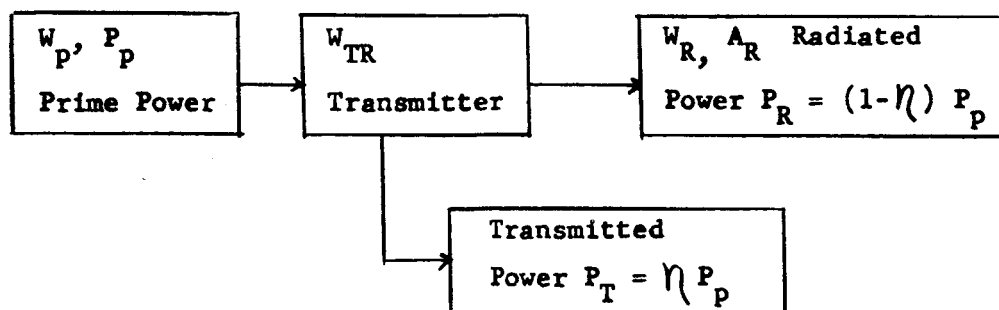 W_p, P_p
Prime Power
W_TR
Transmitter
W_R, A_R Radiated
Power P_R = (1-η) P_p
Transmitted
Power P_T = η P_p